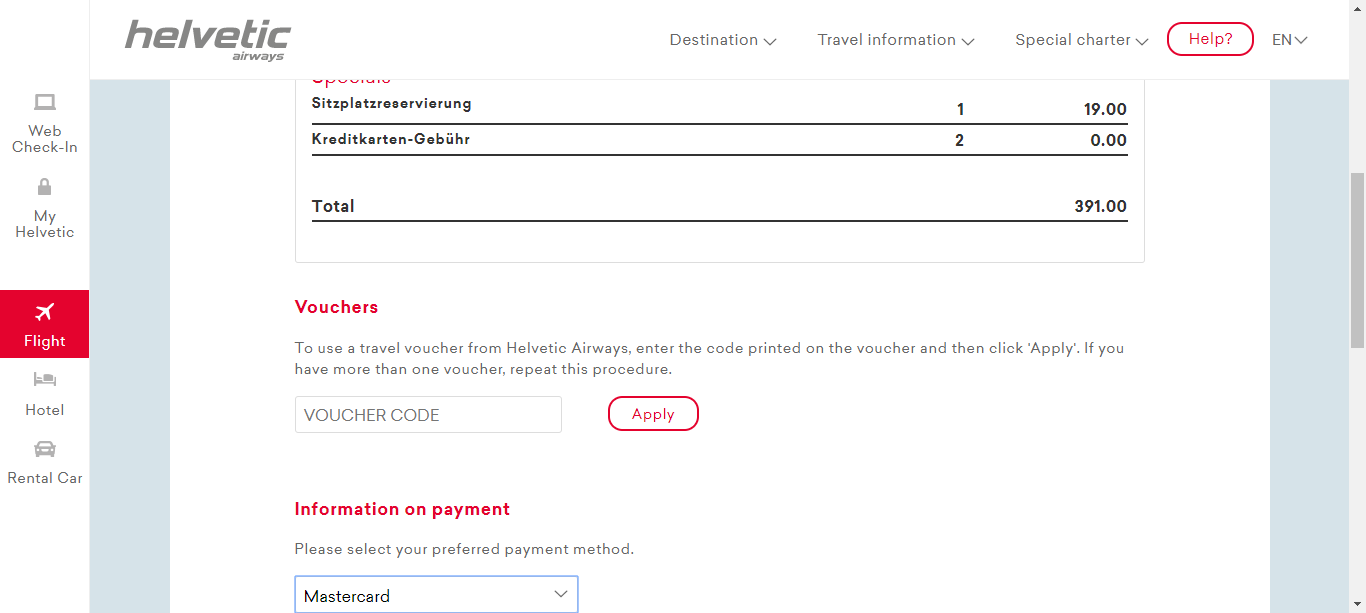 helvetic
airways
Destination
Travel information
Special charter
Help?
EN
Web
Check-In
My
Helvetic
Flight
Hotel
Rental Car
Specials
Sitzplatzreservierung 1 19.00
Kreditkarten-Gebühr 2 0.00
Total 391.00
Vouchers
To use a travel voucher from Helvetic Airways, enter the code printed on the voucher and then click 'Apply'. If you
have more than one voucher, repeat this procedure.
VOUCHER CODE
Apply
Information on payment
Please select your preferred payment method.
Mastercard